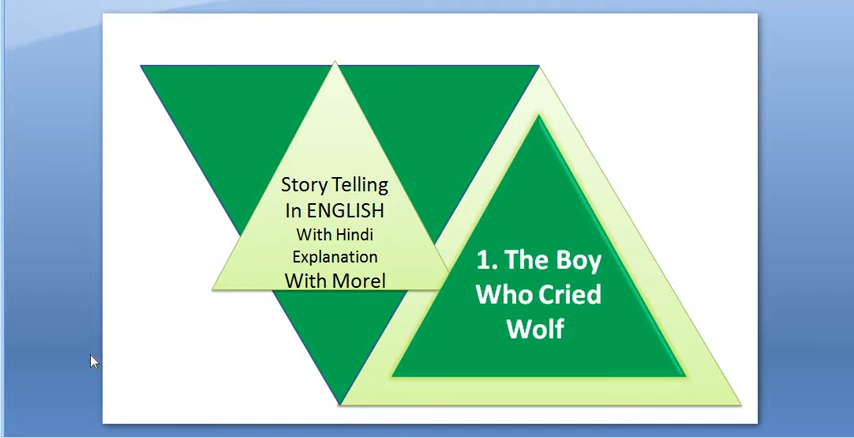 Story Telling
In ENGLISH
With Hindi
Explanation
With Morel
1. The Boy
Who Cried
Wolf